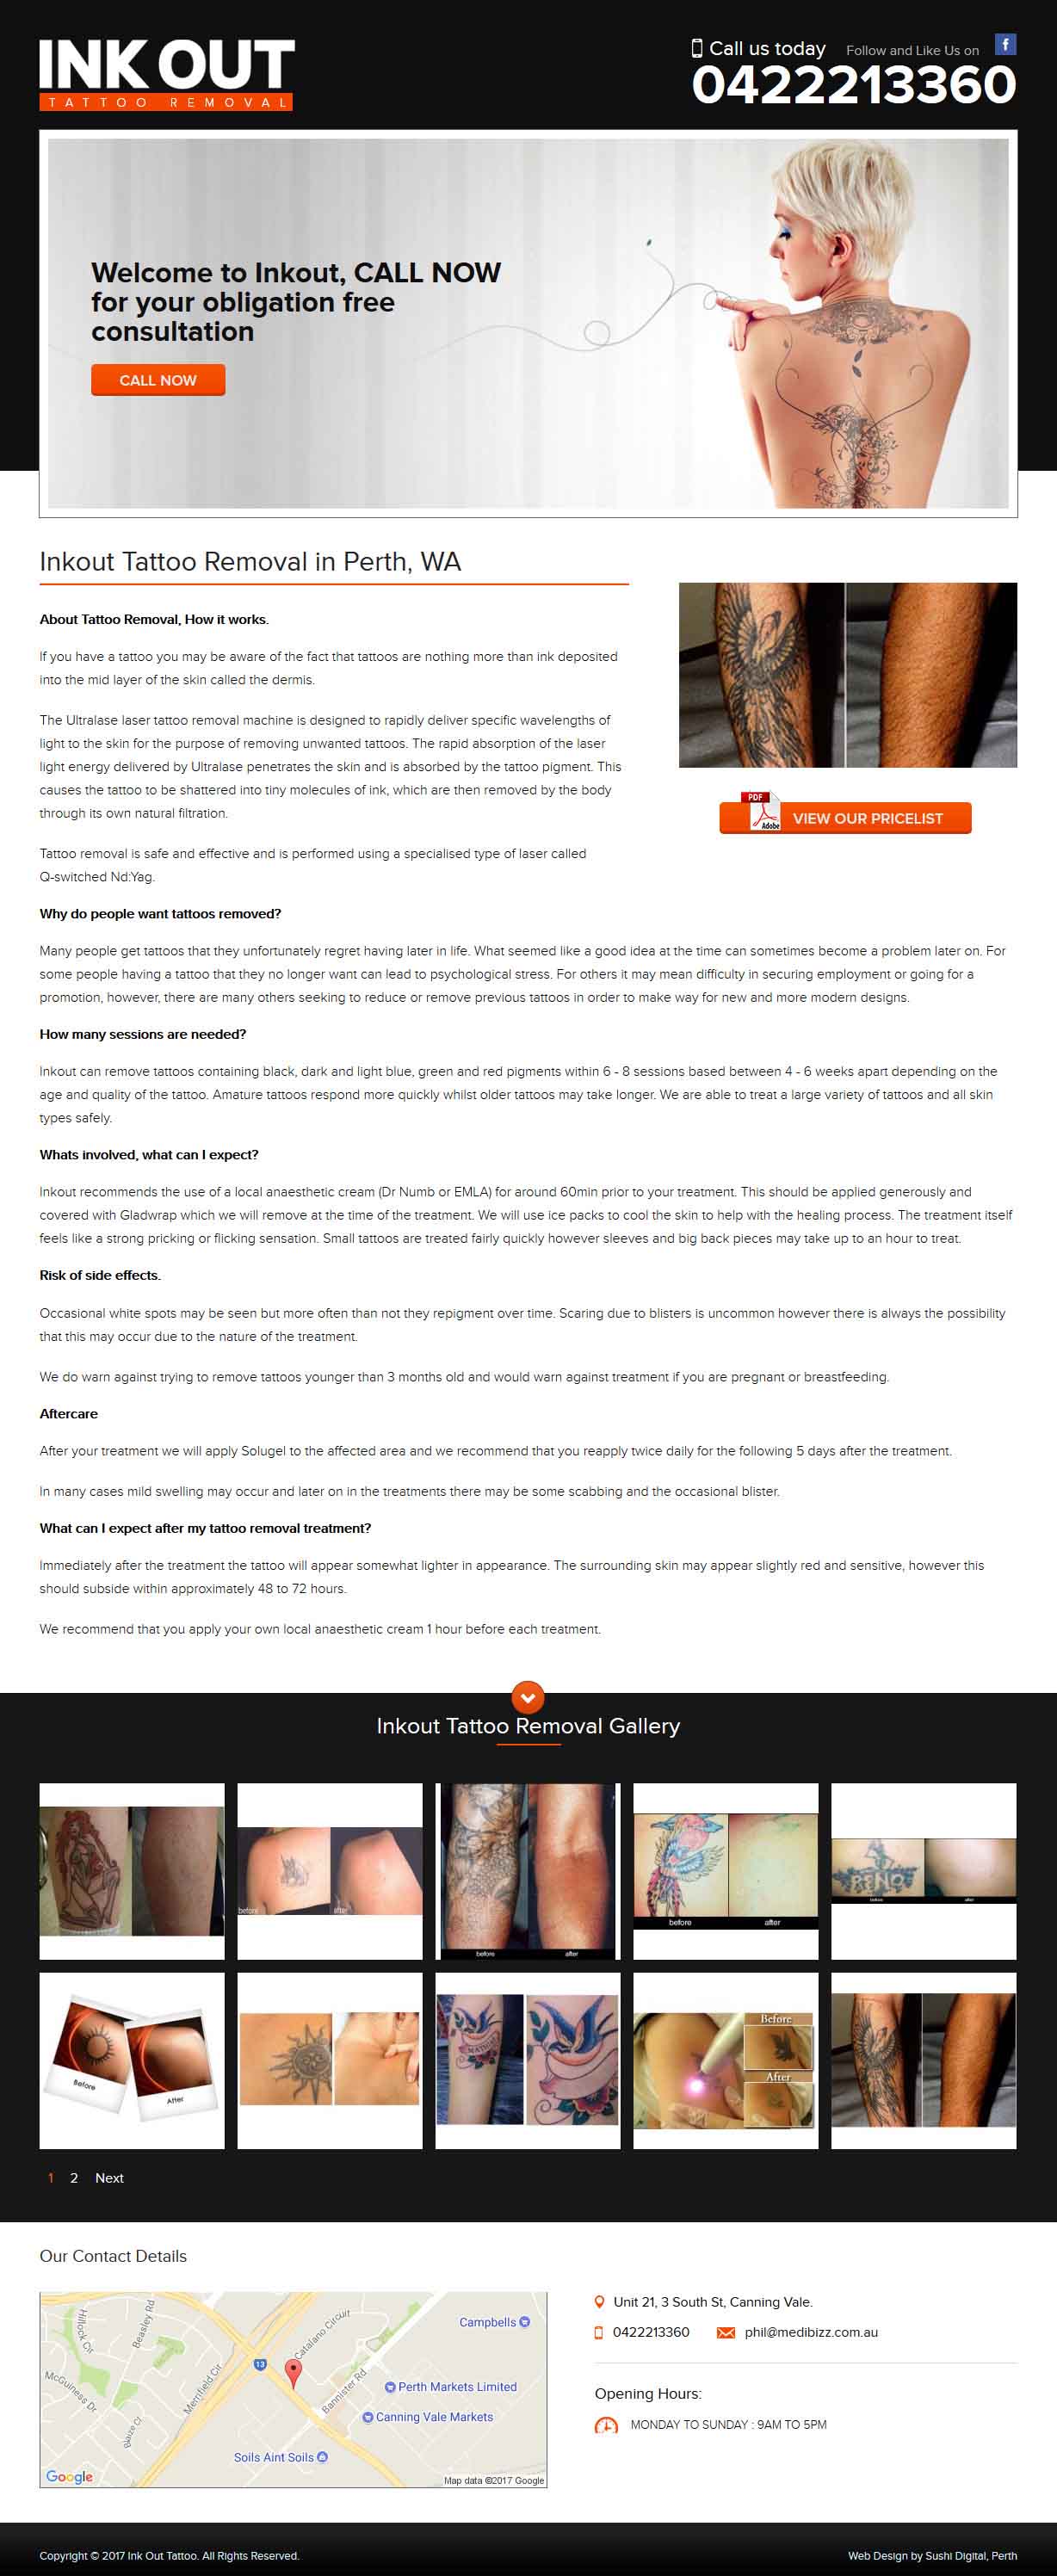 INK OUT
TATTOO REMOVAL
Call us today
Follow and Like Us on
f
0422213360
Welcome to Inkout, CALL NOW
for your obligation free
consultation
CALL NOW
Inkout Tattoo Removal in Perth, WA
About Tattoo Removal, How it works.
If you have a tattoo you may be aware of the fact that tattoos are nothing more than ink deposited
into the mid layer of the skin called the dermis.
The Ultralase laser tattoo removal machine is designed to rapidly deliver specific wavelengths of
light to the skin for the purpose of removing unwanted tattoos. The rapid absorption of the laser
light energy delivered by Ultralase penetrates the skin and is absorbed by the tattoo pigment. This
causes the tattoo to be shattered into tiny molecules of ink, which are then removed by the body
through its own natural filtration.
Tattoo removal is safe and effective and is performed using a specialised type of laser called
Q-switched Nd:Yag.
PDF
Adobe
VIEW OUR PRICELIST
Why do people want tattoos removed?
Many people get tattoos that they unfortunately regret having later in life. What seemed like a good idea at the time can sometimes become a problem later on. For
some people having a tattoo that they no longer want can lead to psychological stress. For others it may mean difficulty in securing employment or going for a
promotion, however, there are many others seeking to reduce or remove previous tattoos in order to make way for new and more modern designs.
How many sessions are needed?
Inkout can remove tattoos containing black, dark and light blue, green and red pigments within 6 - 8 sessions based between 4 - 6 weeks apart depending on the
age and quality of the tattoo. Amature tattoos respond more quickly whilst older tattoos may take longer. We are able to treat a large variety of tattoos and all skin
types safely.
Whats involved, what can I expect?
Inkout recommends the use of a local anaesthetic cream (Dr Numb or EMLA) for around 60min prior to your treatment. This should be applied generously and
covered with Gladwrap which we will remove at the time of the treatment. We will use ice packs to cool the skin to help with the healing process. The treatment itself
feels like a strong pricking or flicking sensation. Small tattoos are treated fairly quickly however sleeves and big back pieces may take up to an hour to treat.
Risk of side effects.
Occasional white spots may be seen but more often than not they repigment over time. Scaring due to blisters is uncommon however there is always the possibility
that this may occur due to the nature of the treatment.
We do warn against trying to remove tattoos younger than 3 months old and would warn against treatment if you are pregnant or breastfeeding.
Aftercare
After your treatment we will apply Solugel to the affected area and we recommend that you reapply twice daily for the following 5 days after the treatment.
In many cases mild swelling may occur and later on in the treatments there may be some scabbing and the occasional blister.
What can I expect after my tattoo removal treatment?
Immediately after the treatment the tattoo will appear somewhat lighter in appearance. The surrounding skin may appear slightly red and sensitive, however this
should subside within approximately 48 to 72 hours.
We recommend that you apply your own local anaesthetic cream 1 hour before each treatment.
Inkout Tattoo Removal Gallery
before after
before after
before after
RENO
before after
Before
After
Before
After
1 2 Next
Our Contact Details
Hillock Cir
Beasley Rd
McGuiness Dr
Blaize Ct
Merrifield Cir
Catalano Circuit
Bannister Rd
13
Campbells
Perth Markets Limited
Canning Vale Markets
Soils Aint Soils
Google
Map data ©2017 Google
Unit 21, 3 South St, Canning Vale.
0422213360 phil@medibizz.com.au
Opening Hours:
MONDAY TO SUNDAY : 9AM TO 5PM
Copyright © 2017 Ink Out Tattoo. All Rights Reserved.
Web Design by Sushi Digital, Perth